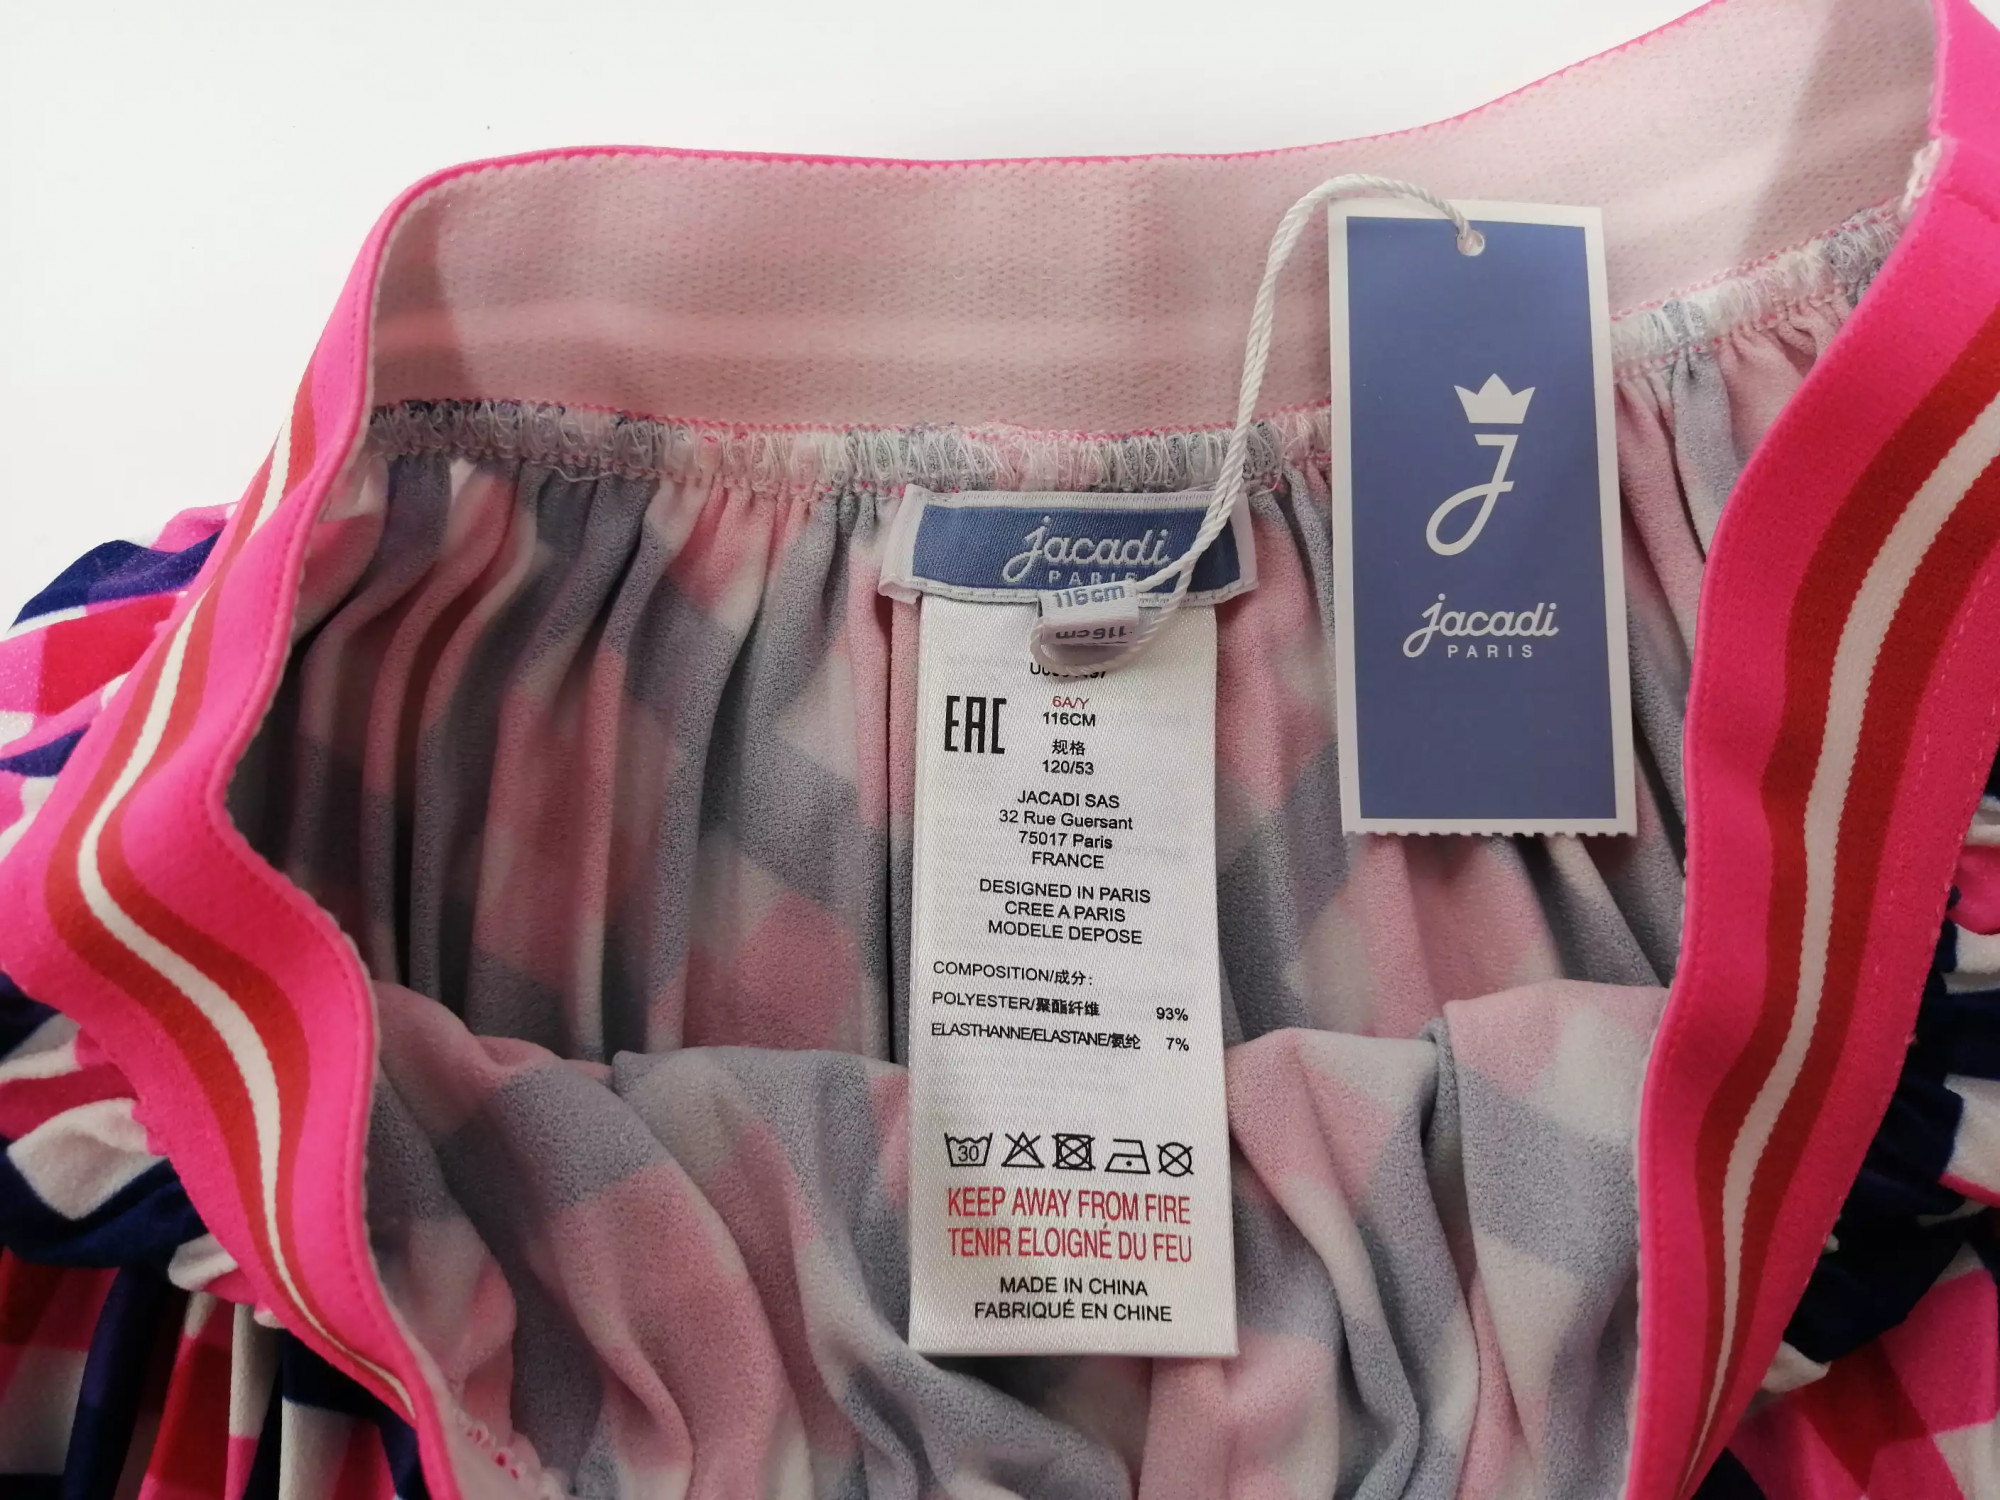 jacadi
PARIS
116cm
116cm
EAC
6A/Y
116CM
规格
120/53
JACADI SAS
32 Rue Guersant
75017 Paris
FRANCE
DESIGNED IN PARIS
CREE A PARIS
MODELE DEPOSE
COMPOSITION/成分:
POLYESTER/聚酯纤维 93%
ELASTHANNE/ELASTANE/氨纶 7%
30
KEEP AWAY FROM FIRE
TENIR ELOIGNÉ DU FEU
MADE IN CHINA
FABRIQUÉ EN CHINE
J
jacadi
PARIS